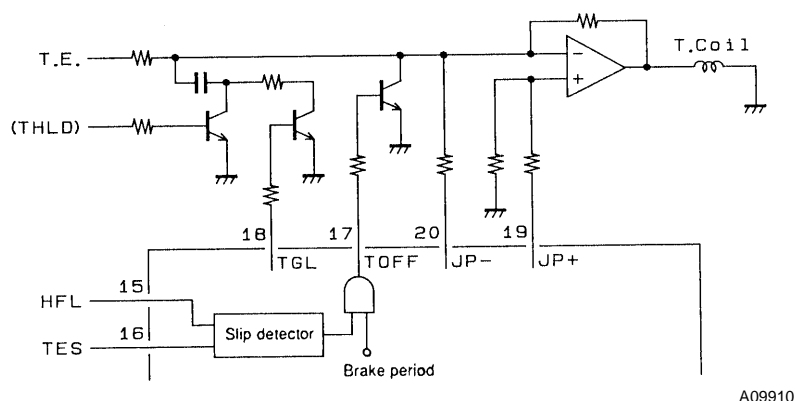 T.E.
T.Coil
−
+
(THLD)
18 17 20 19
TGL TOFF JP− JP+
15
HFL
16
TES
Slip detector
Brake period
A09910